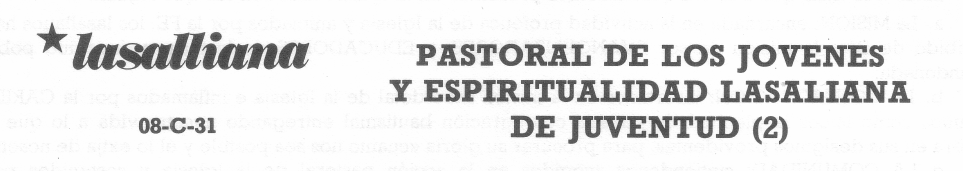 ★lasalliana
08-C-31
PASTORAL DE LOS JOVENES
Y ESPIRITUALIDAD LASALIANA
DE JUVENTUD (2)